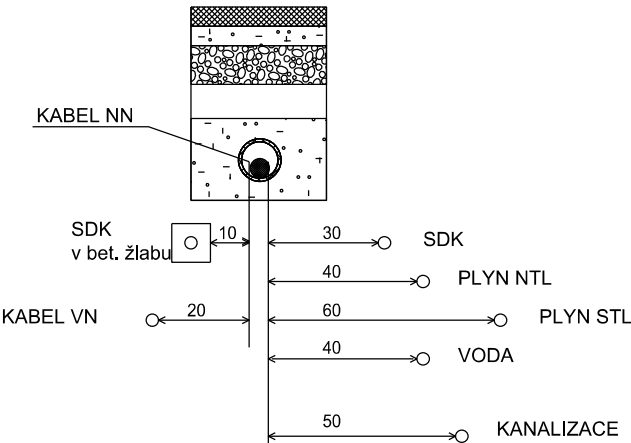 KABEL NN
SDK
v bet. žlabu
10
30
SDK
40
PLYN NTL
KABEL VN
20
60
PLYN STL
40
VODA
50
KANALIZACE